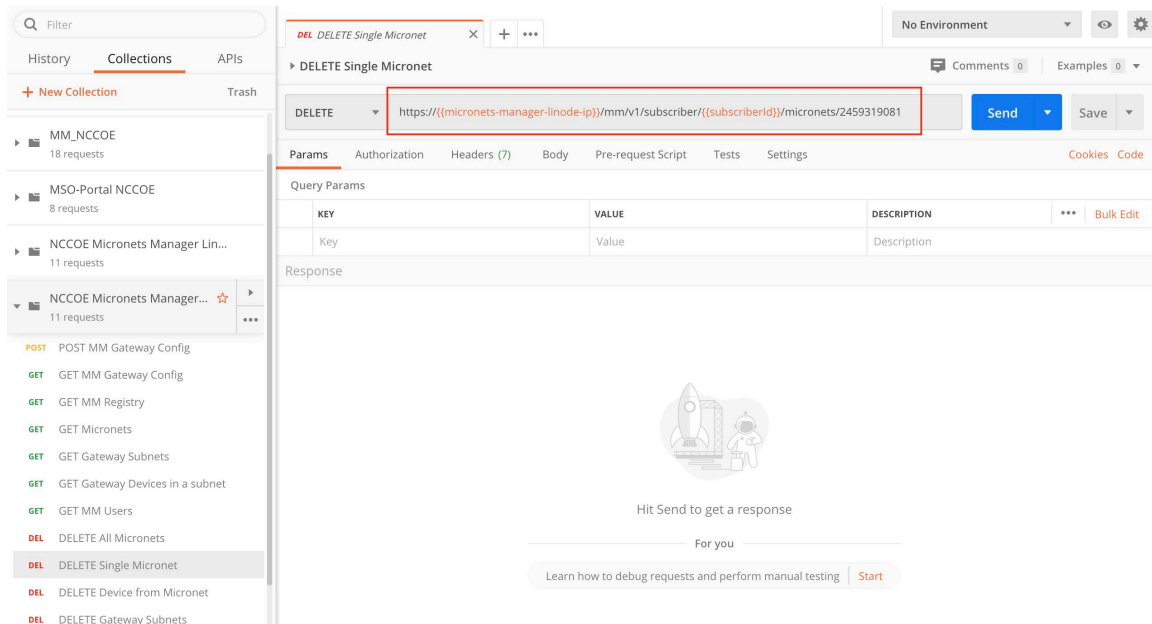 Filter
History Collections APIs
+ New Collection Trash
MM_NCCOE
18 requests
MSO-Portal NCCOE
8 requests
NCCOE Micronets Manager Lin...
11 requests
NCCOE Micronets Manager...
11 requests
POST POST MM Gateway Config
GET GET MM Gateway Config
GET GET MM Registry
GET GET Micronets
GET GET Gateway Subnets
GET GET Gateway Devices in a subnet
GET GET MM Users
DEL DELETE All Micronets
DEL DELETE Single Micronet
DEL DELETE Device from Micronet
DEL DELETE Gateway Subnets
DEL DELETE Single Micronet
No Environment
DELETE Single Micronet
Comments 0 Examples 0
DELETE https://{{micronets-manager-linode-ip}}/mm/v1/subscriber/{{subscriberId}}/micronets/2459319081 Send Save
Params Authorization Headers (7) Body Pre-request Script Tests Settings Cookies Code
Query Params
KEY VALUE DESCRIPTION ••• Bulk Edit
Key Value Description
Response
Hit Send to get a response
For you
Learn how to debug requests and perform manual testing Start